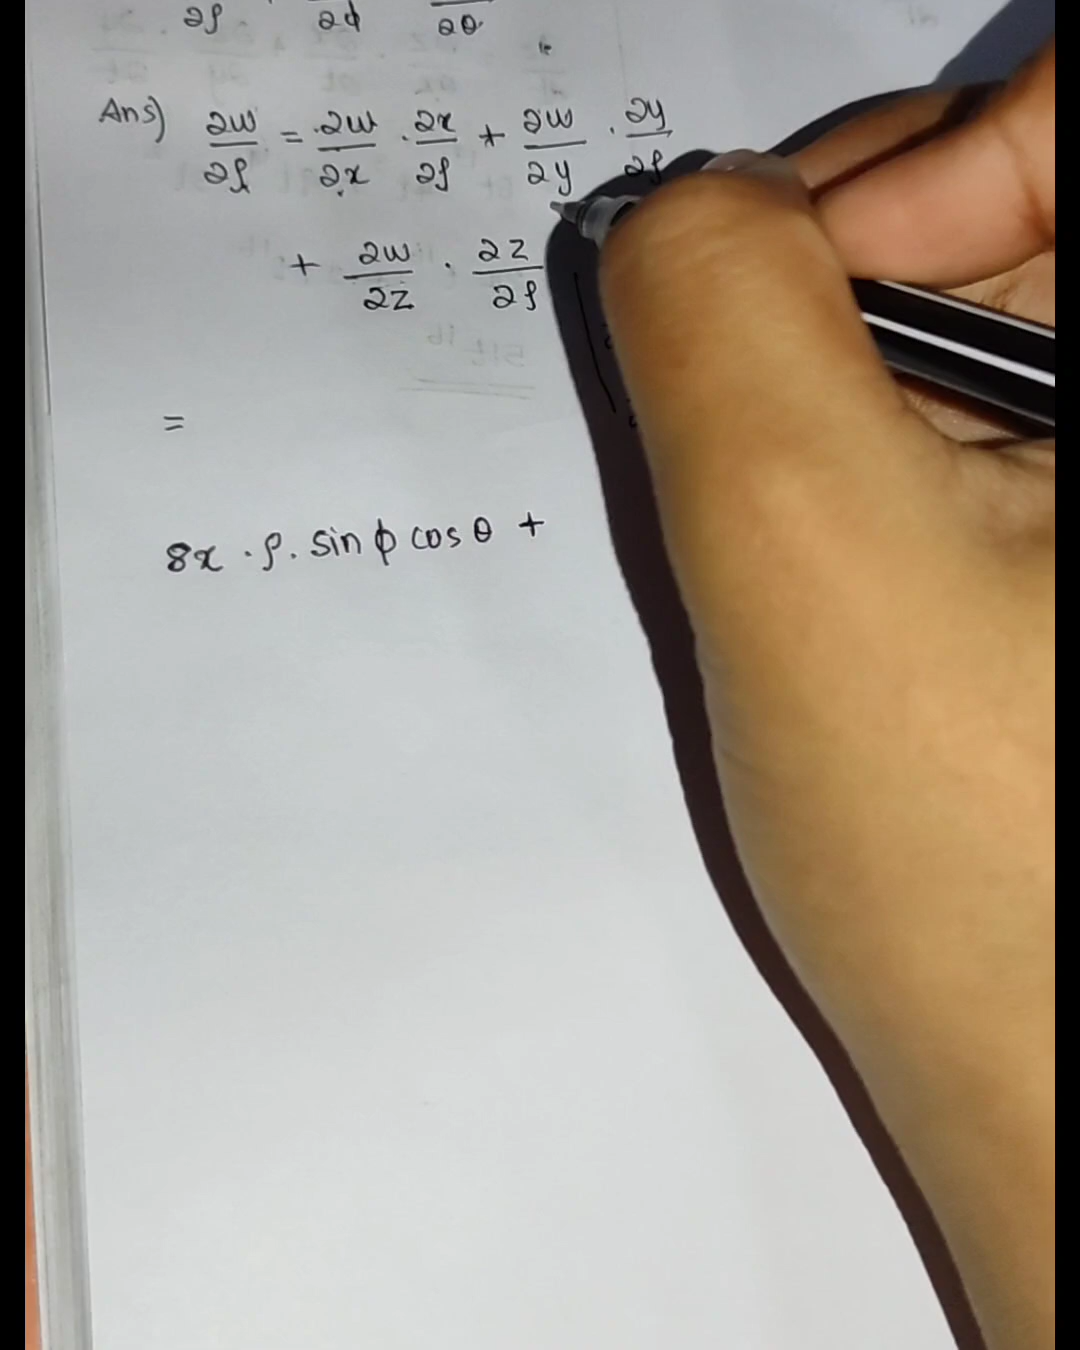 ∂ρ ∂ϕ ∂θ
Ans) ∂w/∂ρ = ∂w/∂x · ∂x/∂ρ + ∂w/∂y · ∂y/∂ρ
+ ∂w/∂z · ∂z/∂ρ
=
8x · ρ · sin ϕ cos θ +